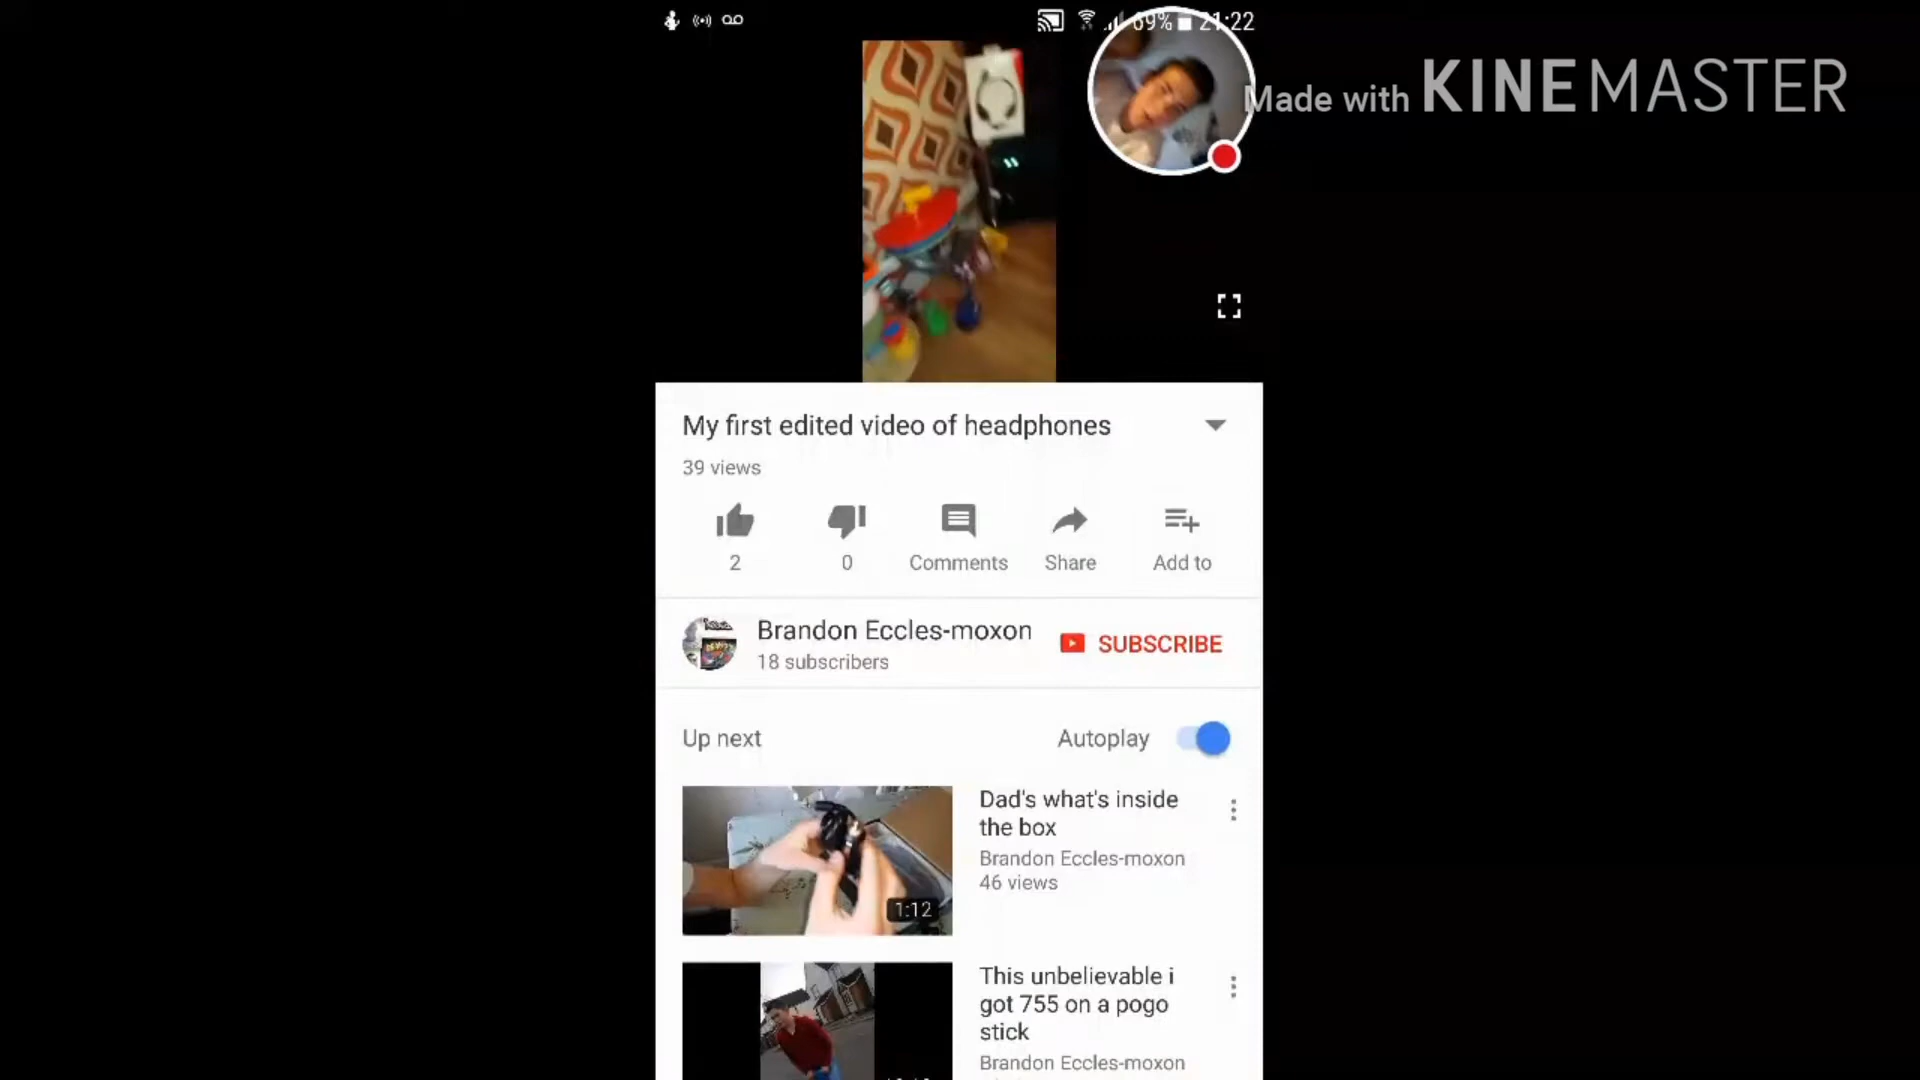 69% 21:22
Made with KINEMASTER
My first edited video of headphones
39 views
2
0
Comments
Share
Add to
Brandon Eccles-moxon
18 subscribers
SUBSCRIBE
Up next
Autoplay
Dad's what's inside
the box
Brandon Eccles-moxon
46 views
1:12
This unbelievable i
got 755 on a pogo
stick
Brandon Eccles-moxon